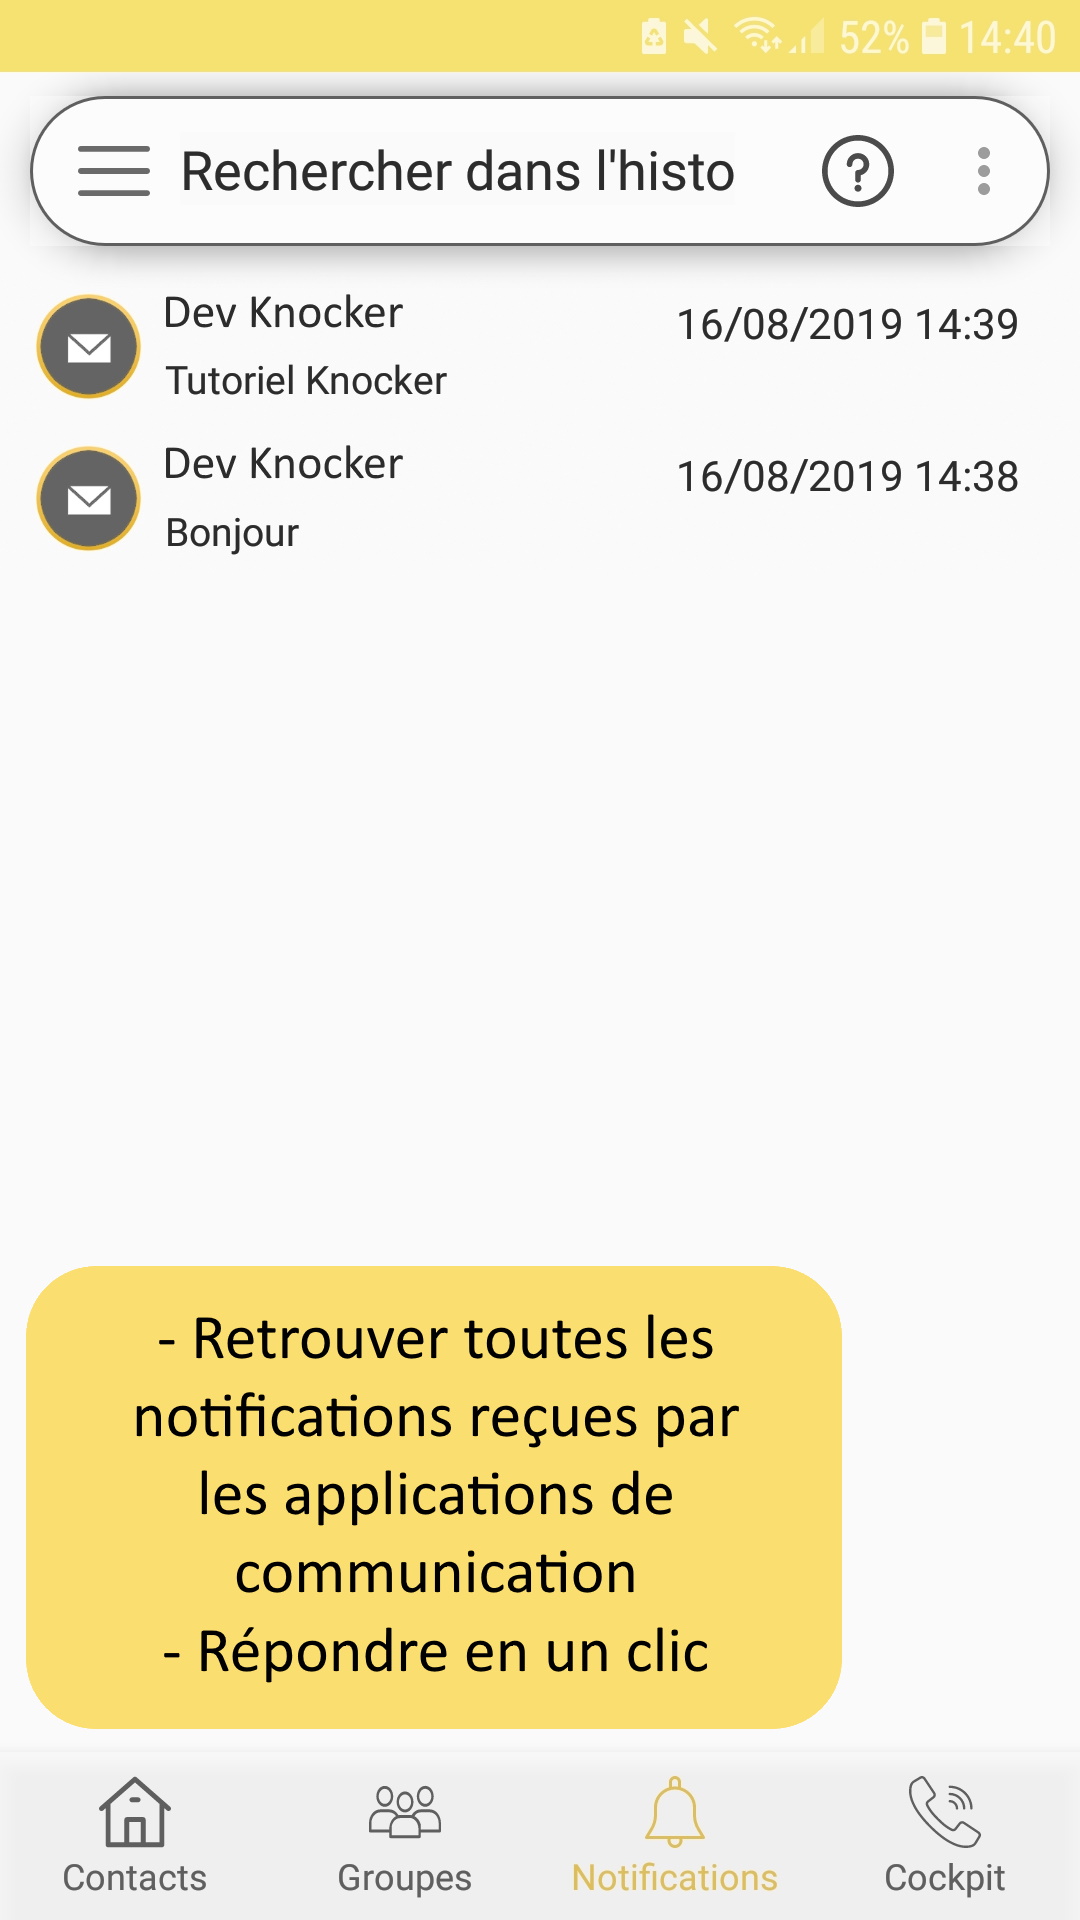 52% 14:40
Rechercher dans l'histo
Dev Knocker
16/08/2019 14:39
Tutoriel Knocker
Dev Knocker
16/08/2019 14:38
Bonjour
- Retrouver toutes les
notifications reçues par
les applications de
communication
- Répondre en un clic
Contacts Groupes Notifications Cockpit